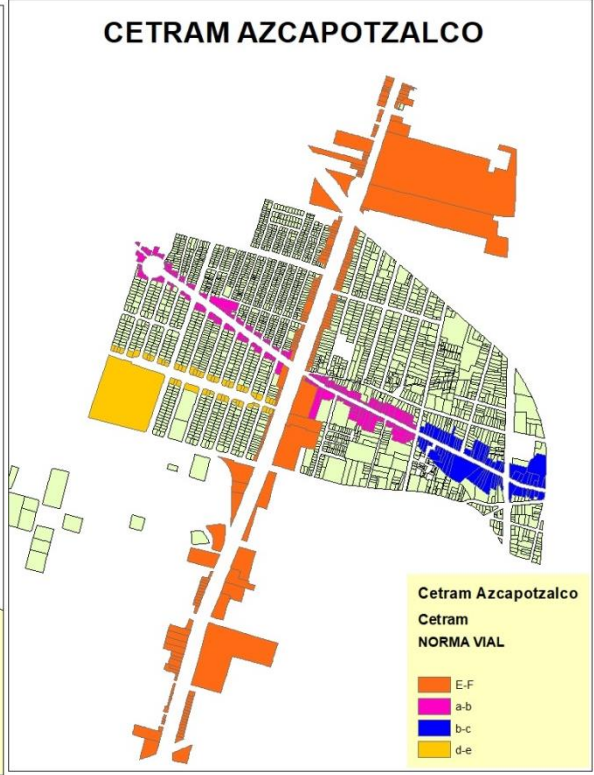 CETRAM AZCAPOTZALCO
Cetram Azcapotzalco
Cetram
NORMA VIAL
E-F
a-b
b-c
d-e